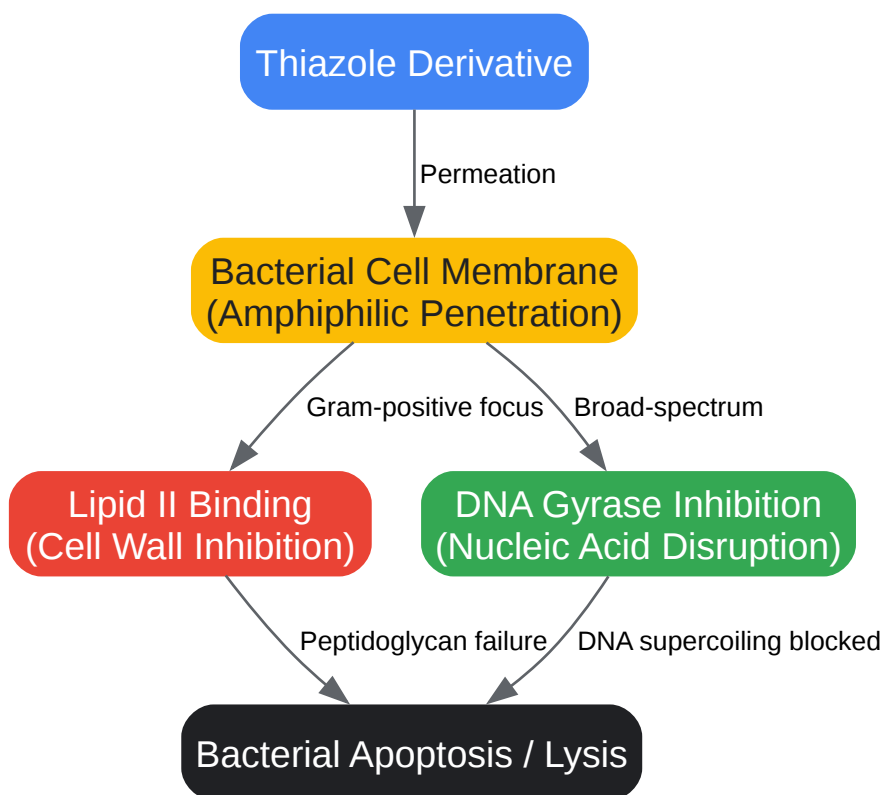 Thiazole Derivative
Permeation
Bacterial Cell Membrane
(Amphiphilic Penetration)
Gram-positive focus
Broad-spectrum
Lipid II Binding
(Cell Wall Inhibition)
DNA Gyrase Inhibition
(Nucleic Acid Disruption)
Peptidoglycan failure
DNA supercoiling blocked
Bacterial Apoptosis / Lysis